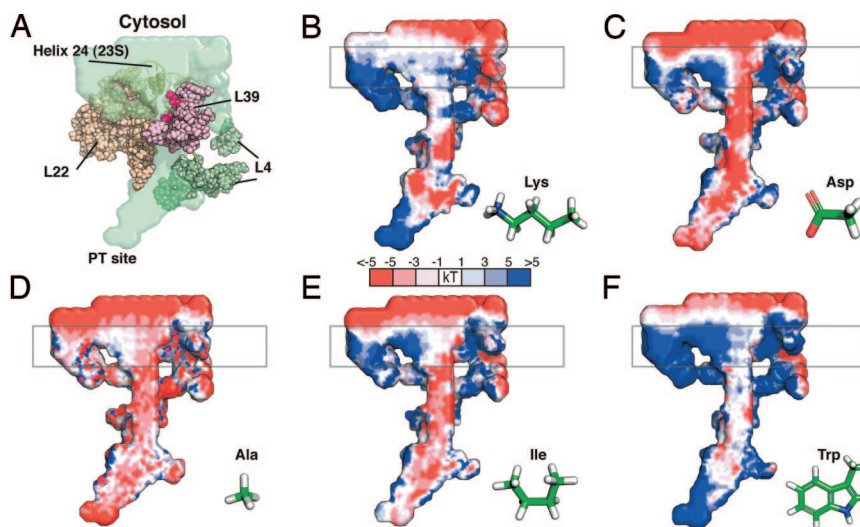 A
Cytosol
Helix 24 (23S)
L39
L22
L4
PT site
B
Lys
C
Asp
<-5 -5 -3 -1 1 3 5 >5
kT
D
Ala
E
Ile
F
Trp